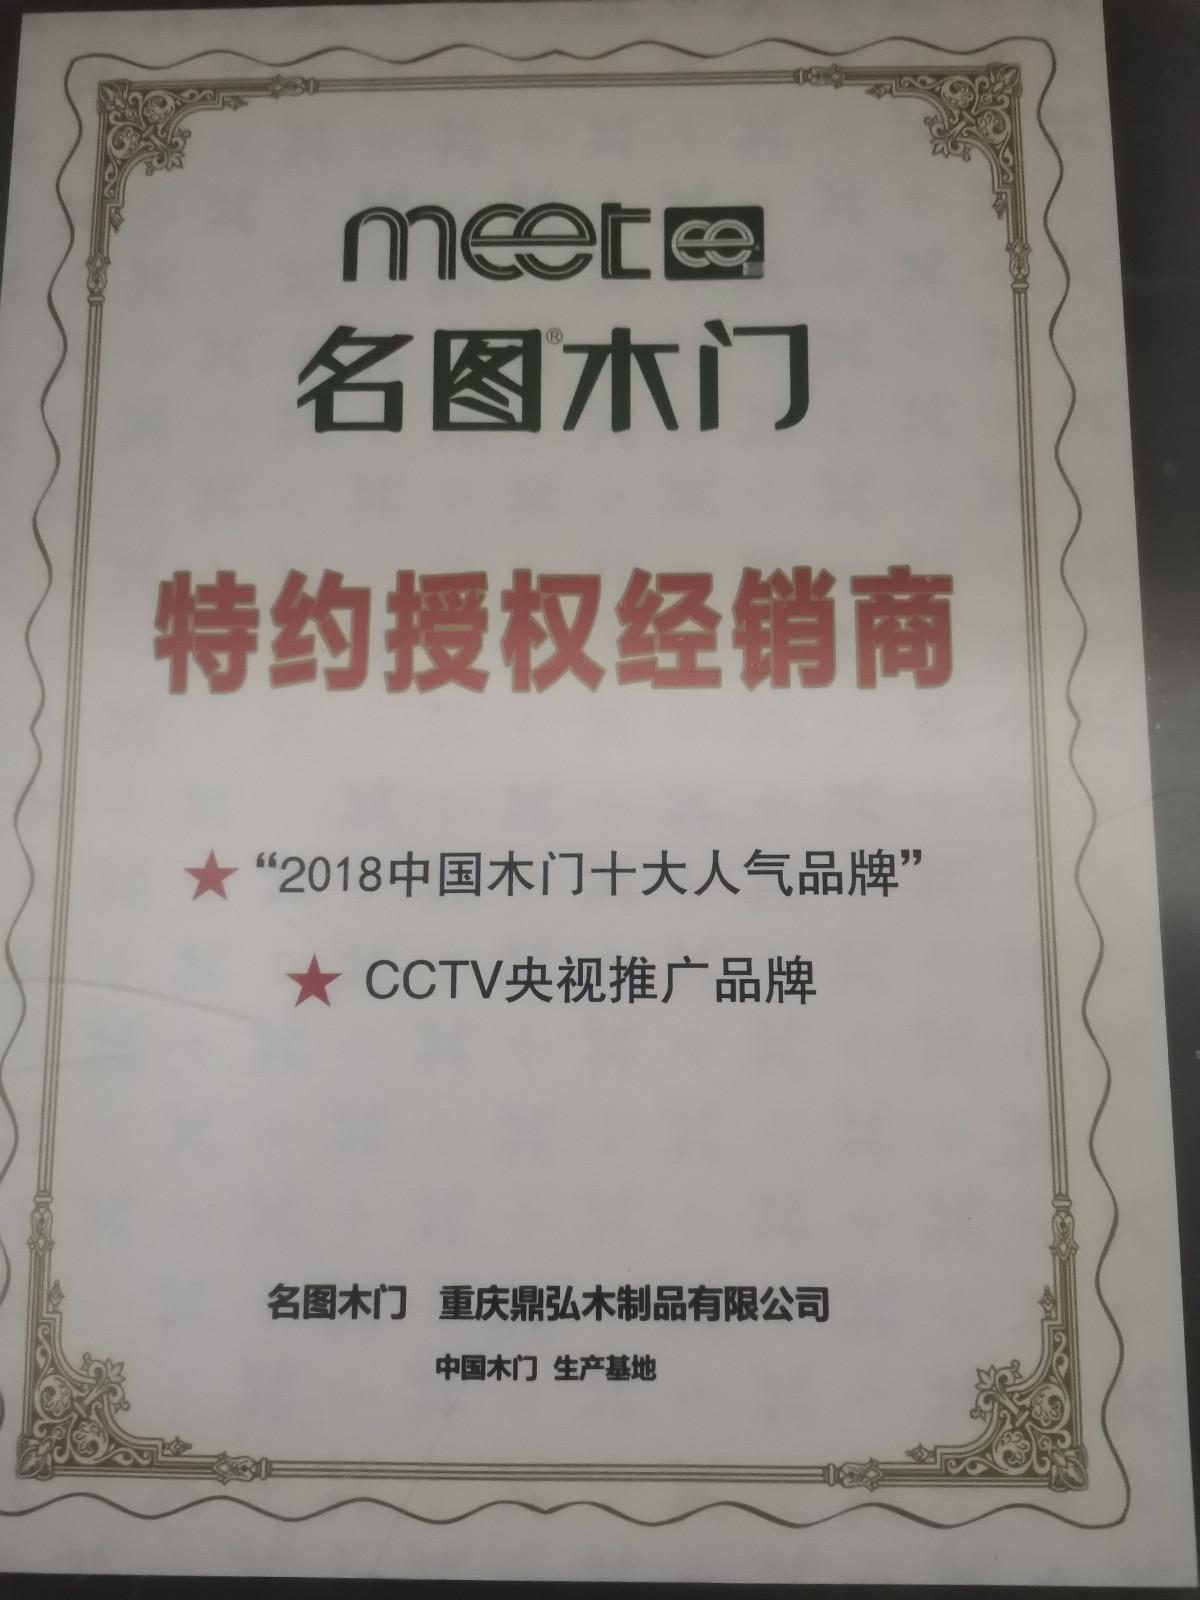 meet ee
名图®木门
特约授权经销商
★ “2018中国木门十大人气品牌”
★ CCTV央视推广品牌
名图木门 重庆鼎弘木制品有限公司
中国木门 生产基地